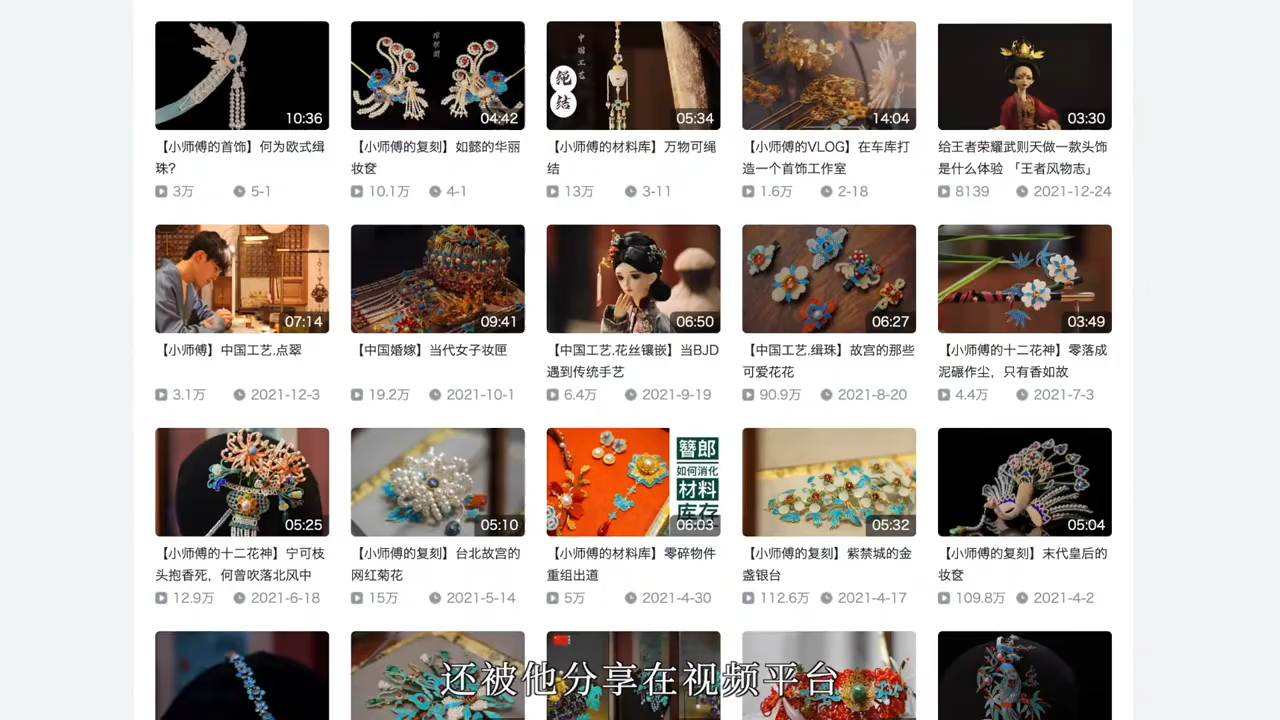 10:36
04:42
中國工艺
绳结
05:34
14:04
03:30
【小师傅的首饰】何为欧式缉
珠?
【小师傅的复刻】如懿的华丽
妆奁
【小师傅的材料库】万物可绳
结
【小师傅的VLOG】在车库打
造一个首饰工作室
给王者荣耀武则天做一款头饰
是什么体验 「王者风物志」
3万 5-1
10.1万 4-1
13万 3-11
1.6万 2-18
8139 2021-12-24
07:14
09:41
06:50
06:27
03:49
【小师傅】中国工艺.点翠
【中国婚嫁】当代女子妆匣
【中国工艺.花丝镶嵌】当BJD
遇到传统手艺
【中国工艺.缉珠】故宫的那些
可爱花花
【小师傅的十二花神】零落成
泥碾作尘，只有香如故
3.1万 2021-12-3
19.2万 2021-10-1
6.4万 2021-9-19
90.9万 2021-8-20
4.4万 2021-7-3
05:25
05:10
簪郎
如何消化
材料
库存
06:03
05:32
05:04
【小师傅的十二花神】宁可枝
头抱香死，何曾吹落北风中
【小师傅的复刻】台北故宫的
网红菊花
【小师傅的材料库】零碎物件
重组出道
【小师傅的复刻】紫禁城的金
盏银台
【小师傅的复刻】末代皇后的
妆奁
12.9万 2021-6-18
15万 2021-5-14
5万 2021-4-30
112.6万 2021-4-17
109.8万 2021-4-2
还被他分享在视频平台